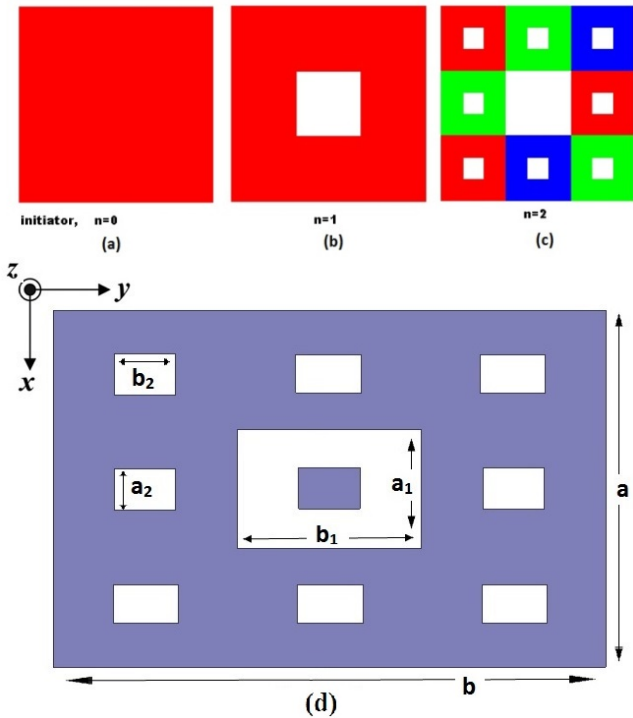 initiator, n=0
n=1
n=2
(a)
(b)
(c)
z
y
x
b₂
a₂
a₁
b₁
a
b
(d)